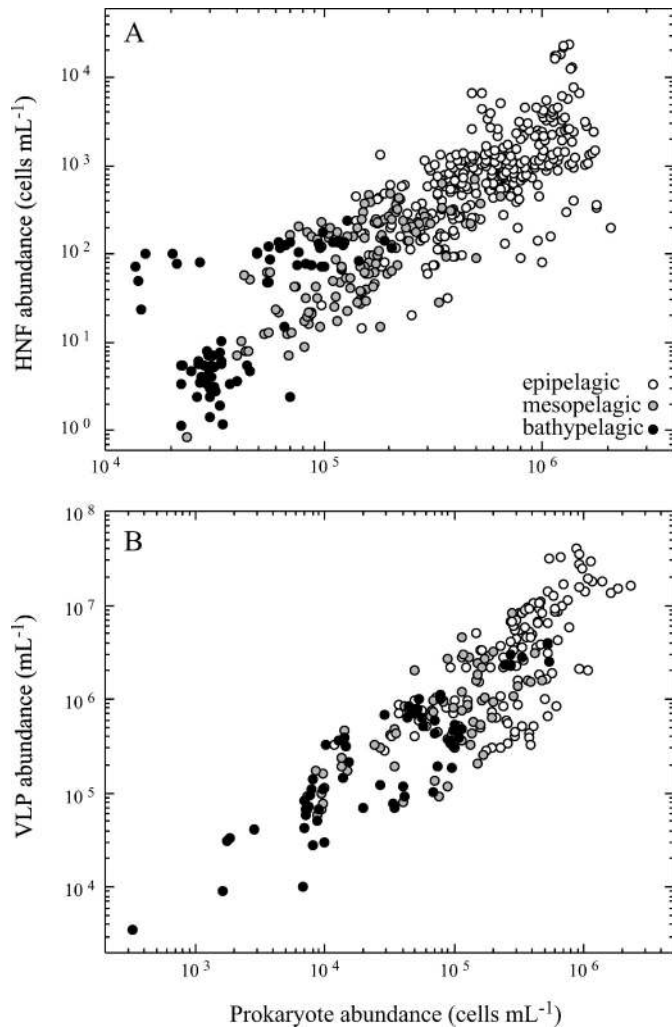 A
HNF abundance (cells mL⁻¹)
10⁴
10³
10²
10¹
10⁰
epipelagic
mesopelagic
bathypelagic
10⁴
10⁵
10⁶
B
VLP abundance (mL⁻¹)
10⁸
10⁷
10⁶
10⁵
10⁴
10³
10⁴
10⁵
10⁶
Prokaryote abundance (cells mL⁻¹)